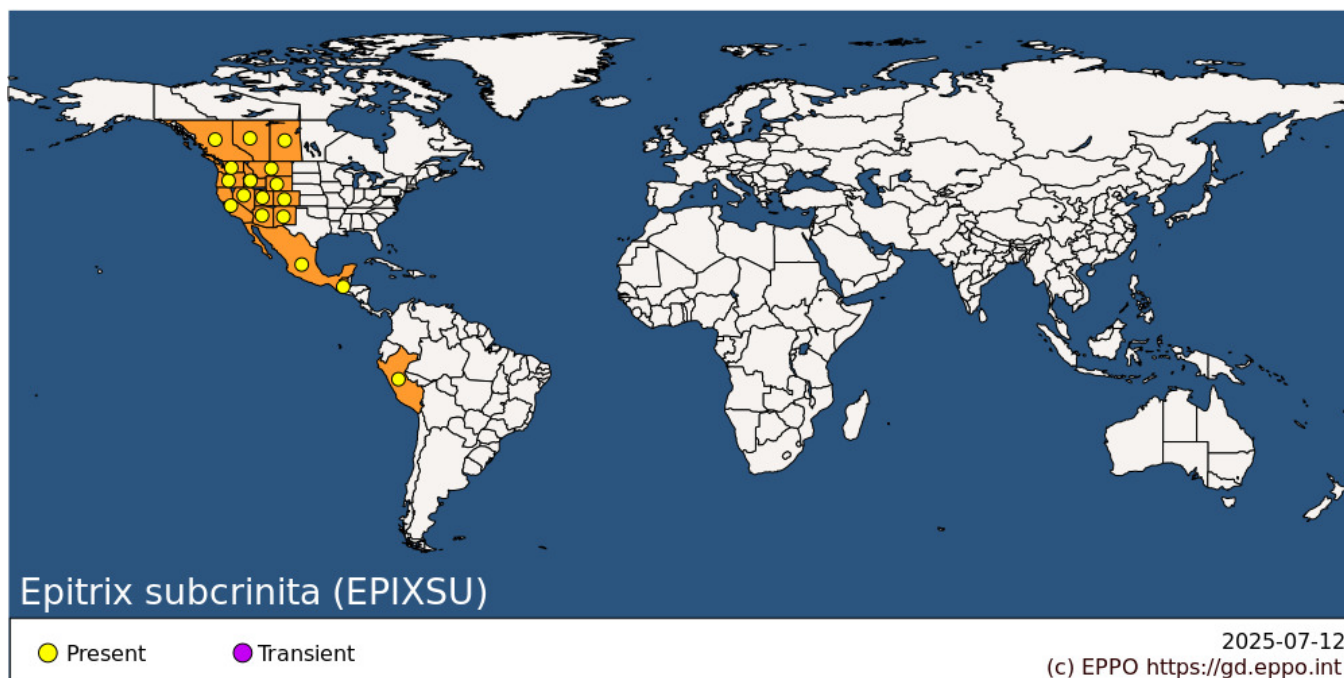 Epitrix subcrinita (EPIXSU)
Present
Transient
2025-07-12
(c) EPPO https://gd.eppo.int